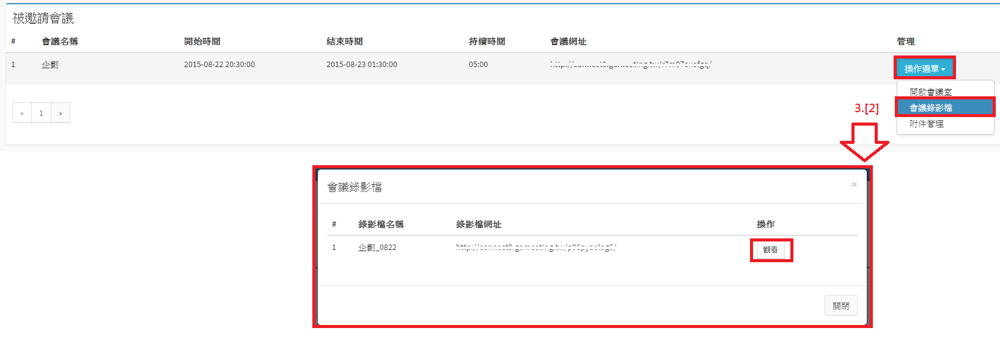 被邀請會議
# 會議名稱 開始時間 結束時間 持續時間 會議網址 管理
1 企劃 2015-08-22 20:30:00 2015-08-23 01:30:00 05:00
操作選單
開啟會議室
會議錄影檔
附件管理
« 1 »
3.[2]
會議錄影檔 ×
# 錄影檔名稱 錄影檔網址 操作
1 企劃_0822 觀看
關閉